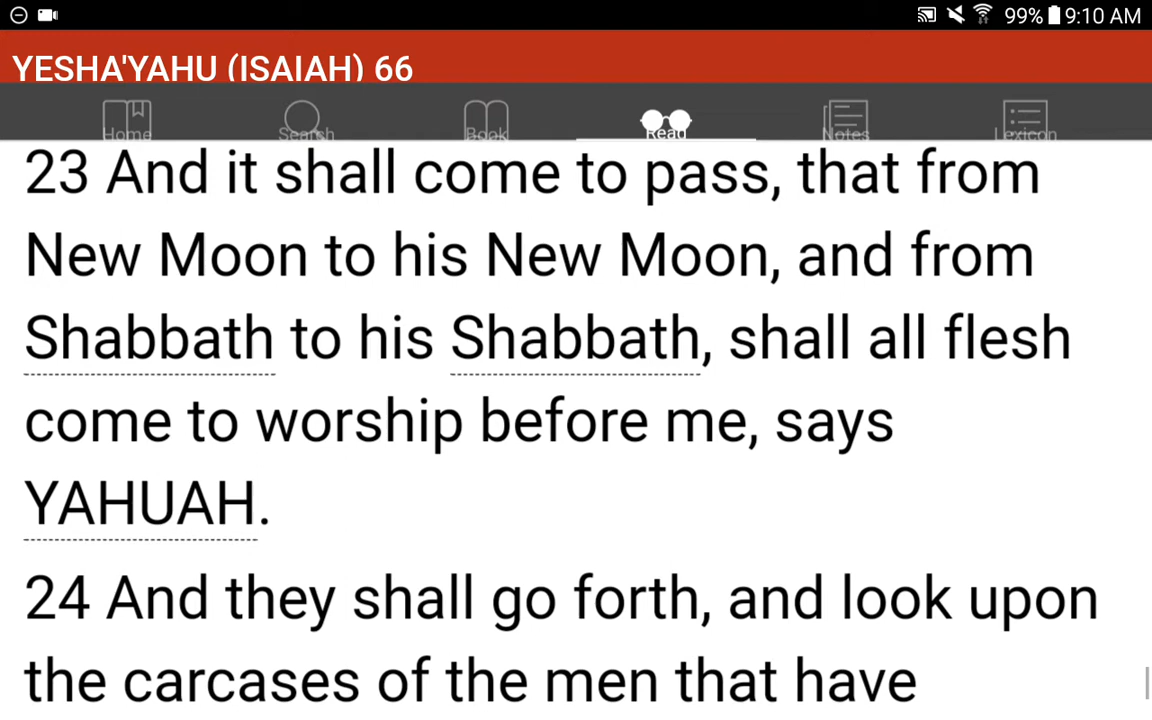 99% 9:10 AM
YESHA'YAHU (ISAIAH) 66
Home Search Book Read Notes Lexicon
23 And it shall come to pass, that from
New Moon to his New Moon, and from
Shabbath to his Shabbath, shall all flesh
come to worship before me, says
YAHUAH.
24 And they shall go forth, and look upon
the carcases of the men that have